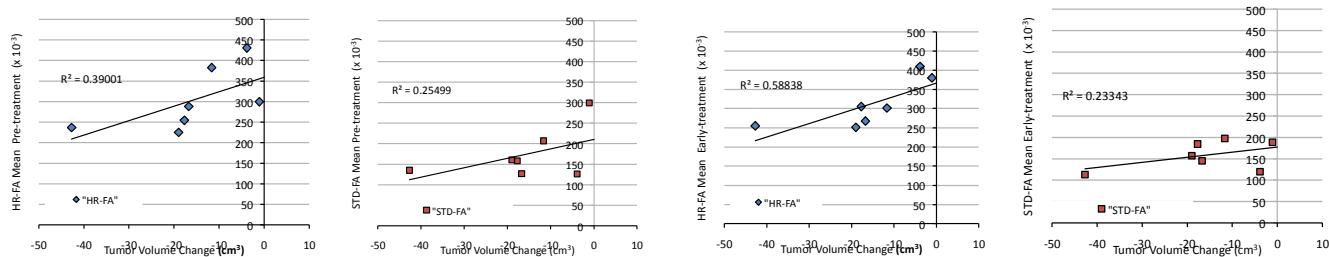 HR-FA Mean Pre-treatment (x 10⁻³)
500
450
400
350
300
250
200
150
100
50
0
R² = 0.39001
"HR-FA"
-50 -40 -30 -20 -10 0 10
Tumor Volume Change (cm³)
STD-FA Mean Pre-treatment (x 10⁻³)
500
450
400
350
300
250
200
150
100
50
0
R² = 0.25499
"STD-FA"
-50 -40 -30 -20 -10 0 10
Tumor Volume Change (cm³)
HR-FA Mean Early-treatment (x 10⁻³)
500
450
400
350
300
250
200
150
100
50
0
R² = 0.58838
"HR-FA"
-50 -40 -30 -20 -10 0 10
Tumor Volume Change (cm³)
STD-FA Mean Early-treatment (x 10⁻³)
500
450
400
350
300
250
200
150
100
50
0
R² = 0.23343
"STD-FA"
-50 -40 -30 -20 -10 0 10
Tumor Volume Change (cm³)